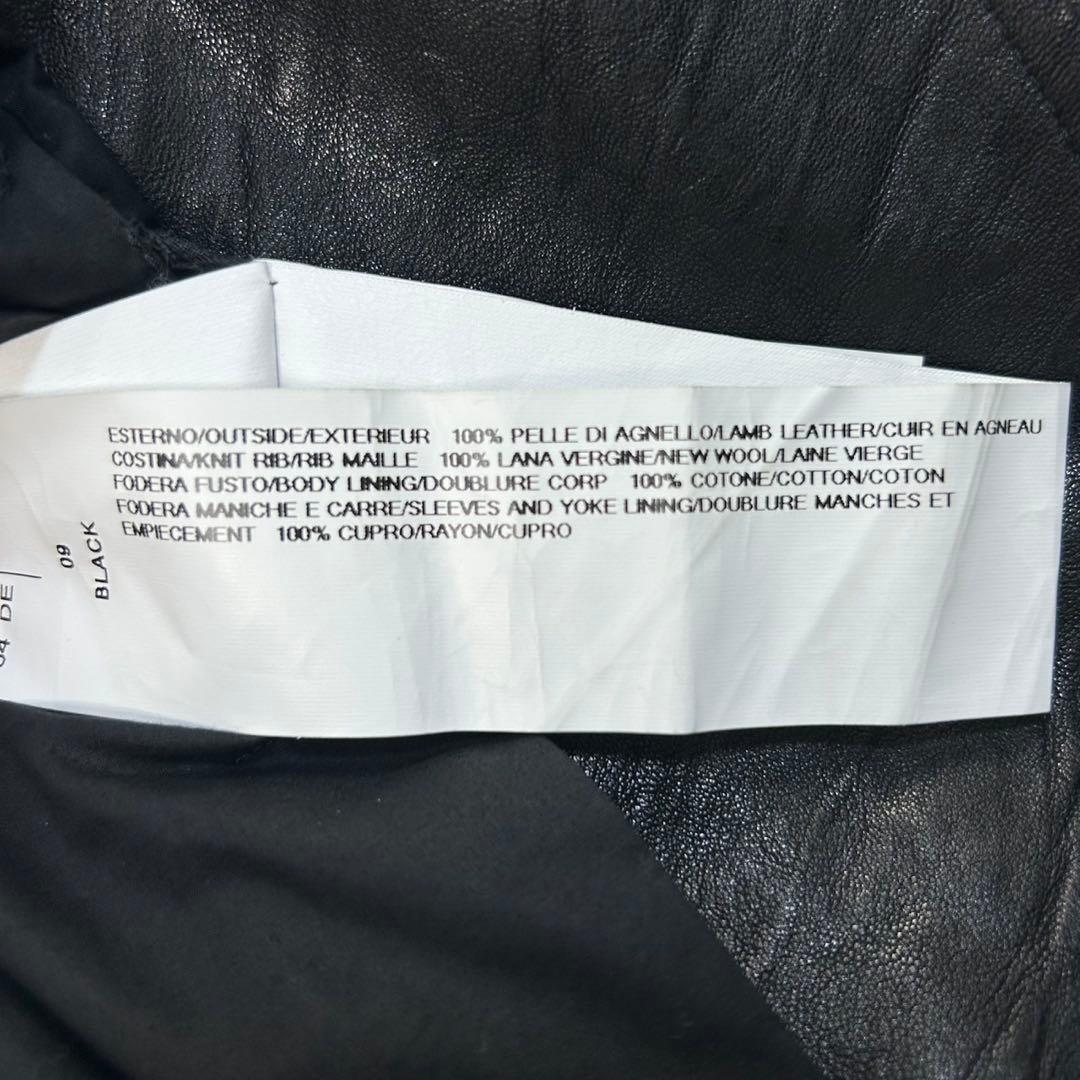 ESTERNO/OUTSIDE/EXTERIEUR 100% PELLE DI AGNELLO/LAMB LEATHER/CUIR EN AGNEAU
COSTINA/KNIT RIB/RIB MAILLE 100% LANA VERGINE/NEW WOOL/LAINE VIERGE
FODERA FUSTO/BODY LINING/DOUBLURE CORP 100% COTONE/COTTON/COTON
FODERA MANICHE E CARRE/SLEEVES AND YOKE LINING/DOUBLURE MANCHES ET
EMPIECEMENT 100% CUPRO/RAYON/CUPRO
09
BLACK
DE